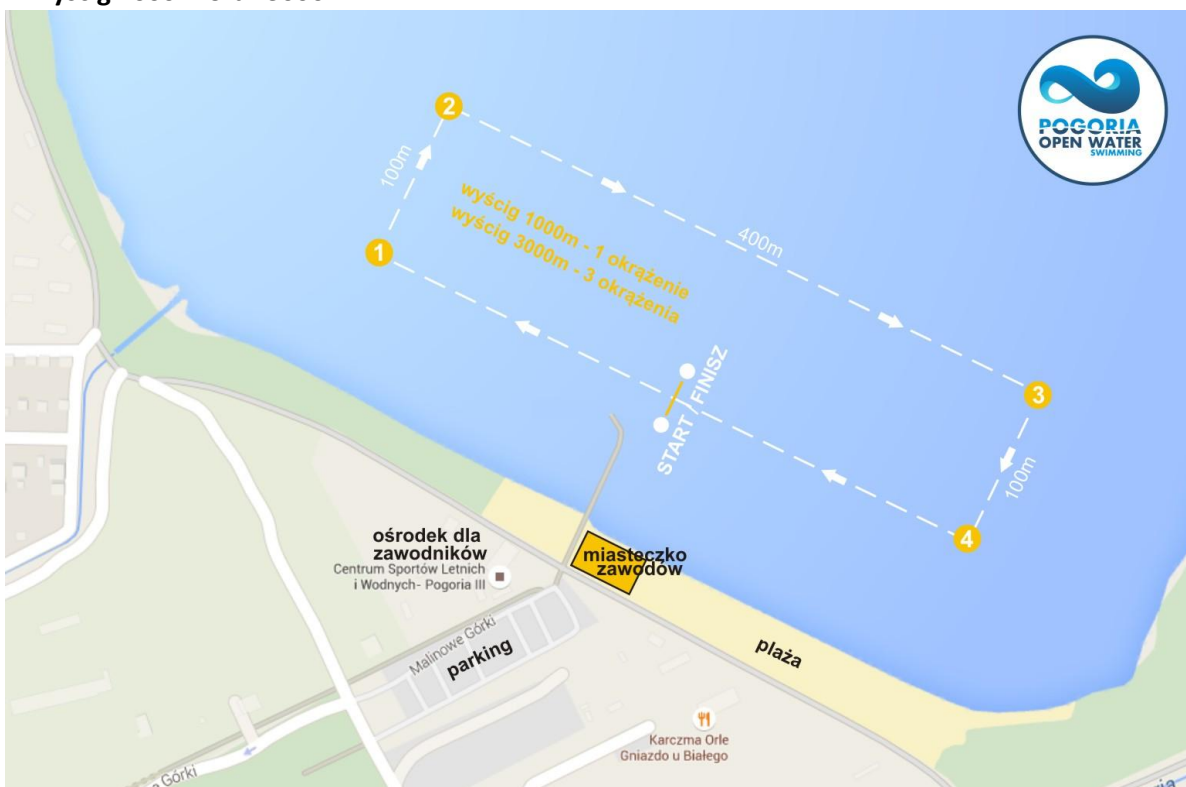 POGORIA
OPEN WATER
SWIMMING
2
100m
wyścig 1000m - 1 okrążenie
wyścig 3000m - 3 okrążenia
400m
1
START / FINISZ
3
100m
4
ośrodek dla
zawodników
Centrum Sportów Letnich
i Wodnych- Pogoria III
miasteczko
zawodów
Malinowe Górki
parking
plaża
Karczma Orle
Gniazdo u Białego
Górki